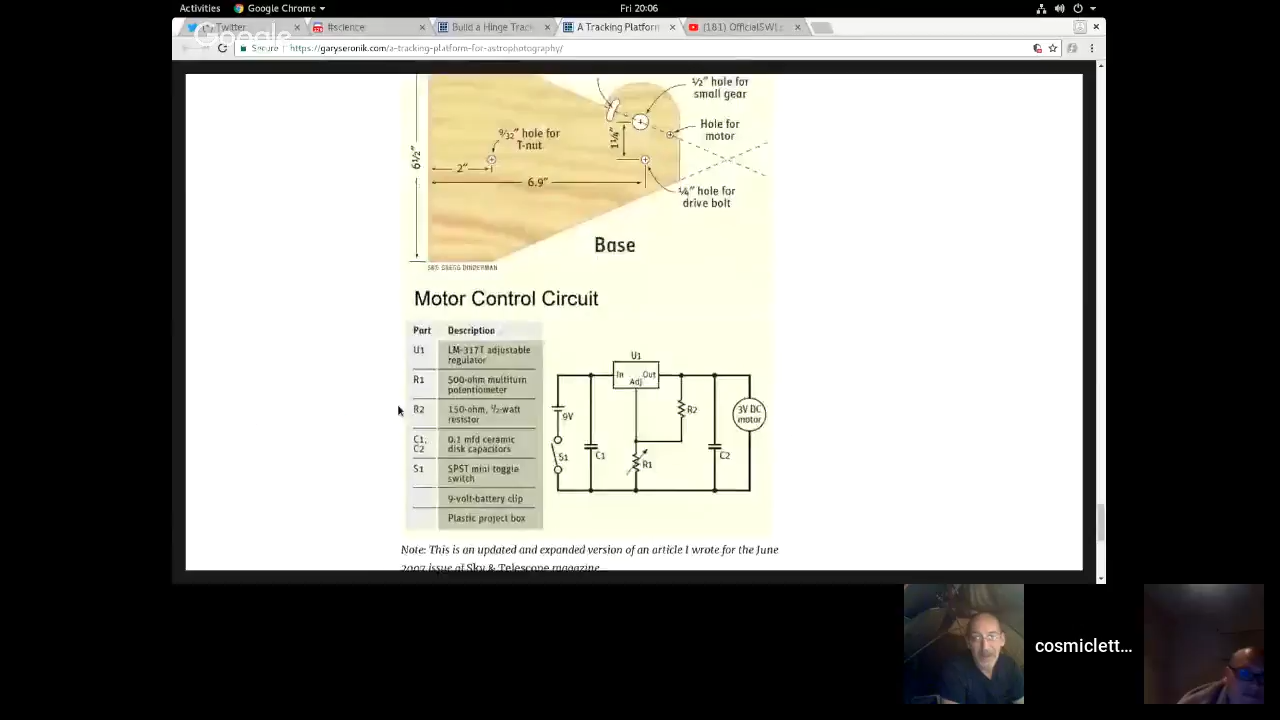 Activities
Google Chrome
Fri 20:06
Twitter
#science
Build a Hinge Track
A Tracking Platform
(181) OfficialSWL
Google
Secure
https://garyseronik.com/a-tracking-platform-for-astrophotography/
½" hole for
small gear
9/32" hole for
T-nut
Hole for
motor
6½"
1¼"
2"
6.9"
¼" hole for
drive bolt
Base
S&S GREGG DINDERMAN
Motor Control Circuit
Part Description
U1 LM-317T adjustable
regulator
R1 500-ohm multiturn
potentiometer
R2 150-ohm, ½-watt
resistor
C1, 0.1 mfd ceramic
C2 disk capacitors
S1 SPST mini toggle
switch
9-volt-battery clip
Plastic project box
U1
In Out
Adj
9V
S1
C1
R1
R2
C2
3V DC
motor
Note: This is an updated and expanded version of an article I wrote for the June
2007 issue of Sky & Telescope magazine.
cosmiclett...